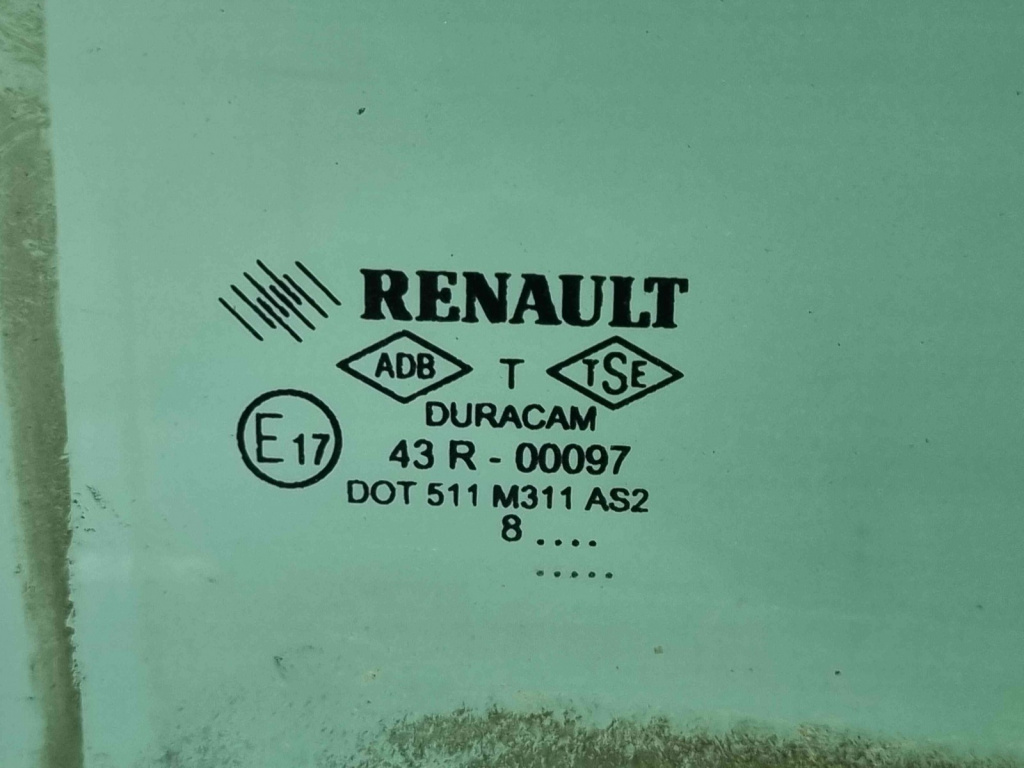 RENAULT
ADB T TSE
DURACAM
E17
43 R - 00097
DOT 511 M311 AS2
8 ....
.....